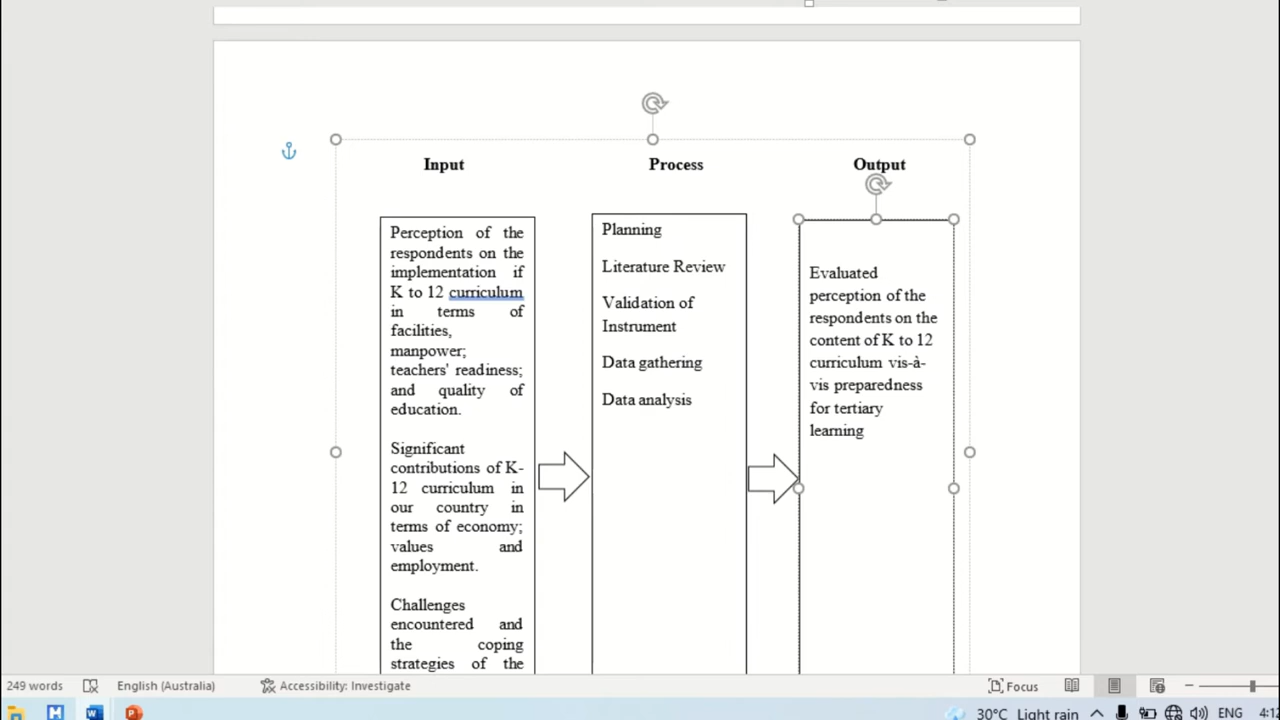 Input
Process
Output
Perception of the
respondents on the
implementation if
K to 12 curriculum
in terms of
facilities,
manpower;
teachers' readiness;
and quality of
education.
Significant
contributions of K-
12 curriculum in
our country in
terms of economy;
values and
employment.
Challenges
encountered and
the coping
strategies of the
Planning
Literature Review
Validation of
Instrument
Data gathering
Data analysis
Evaluated
perception of the
respondents on the
content of K to 12
curriculum vis-à-
vis preparedness
for tertiary
learning
249 words
English (Australia)
Accessibility: Investigate
Focus
30°C Light rain
ENG
4:12